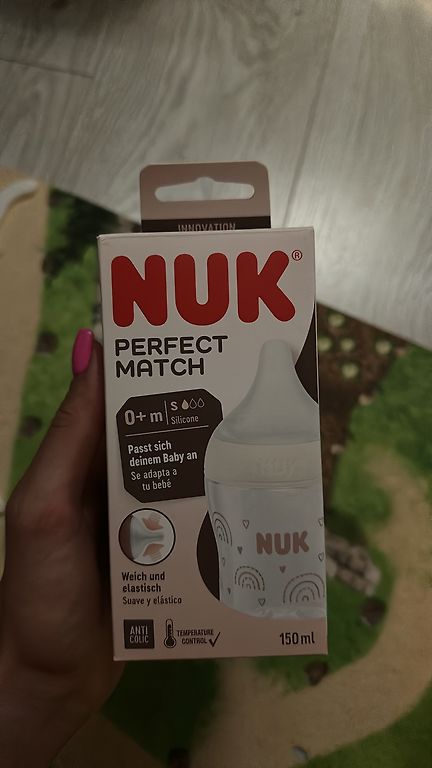 INNOVATION
NUK®
PERFECT
MATCH
0+ m | S
Silicone
Passt sich
deinem Baby an
Se adapta a
tu bebé
NUK
NUK
Weich und
elastisch
Suave y elástico
ANTI
COLIC
TEMPERATURE
CONTROL
150 ml